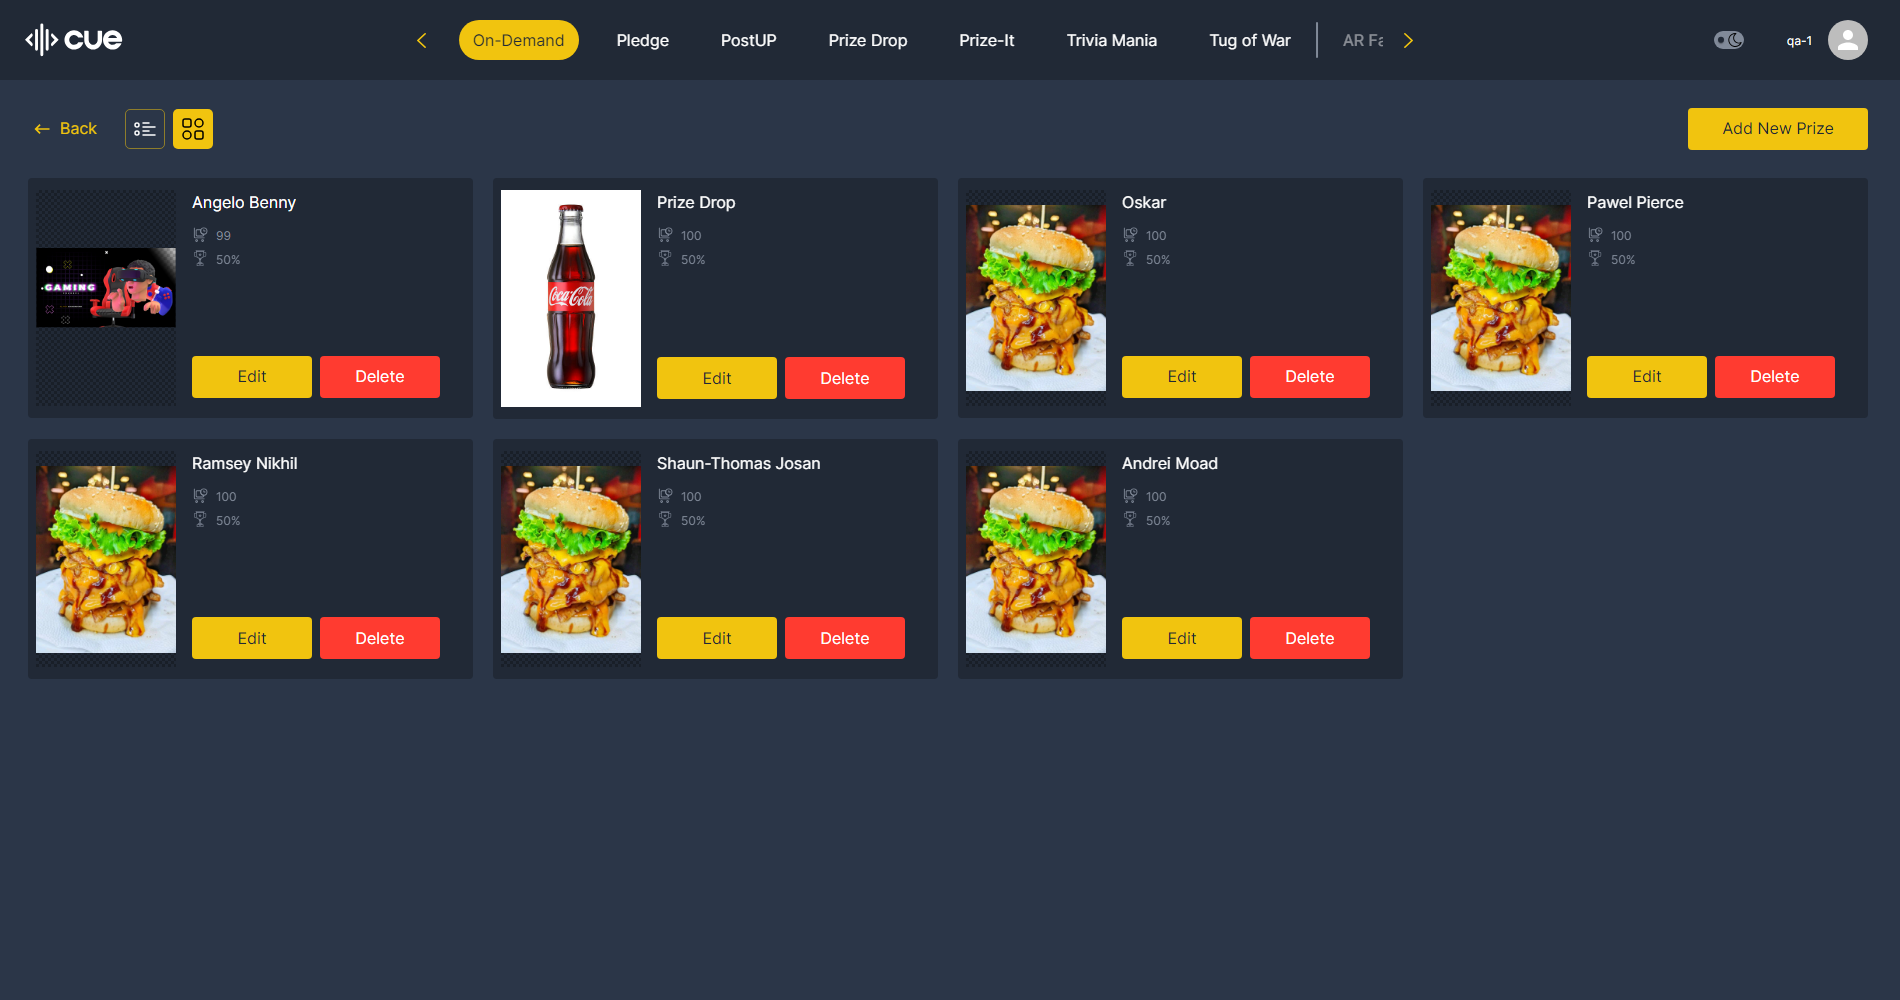 cue
On-Demand
Pledge
PostUP
Prize Drop
Prize-It
Trivia Mania
Tug of War
AR Fa
qa-1
Back
Add New Prize
Angelo Benny
99
50%
GAMING
Edit
Delete
Prize Drop
100
50%
Coca-Cola
Edit
Delete
Oskar
100
50%
Edit
Delete
Pawel Pierce
100
50%
Edit
Delete
Ramsey Nikhil
100
50%
Edit
Delete
Shaun-Thomas Josan
100
50%
Edit
Delete
Andrei Moad
100
50%
Edit
Delete